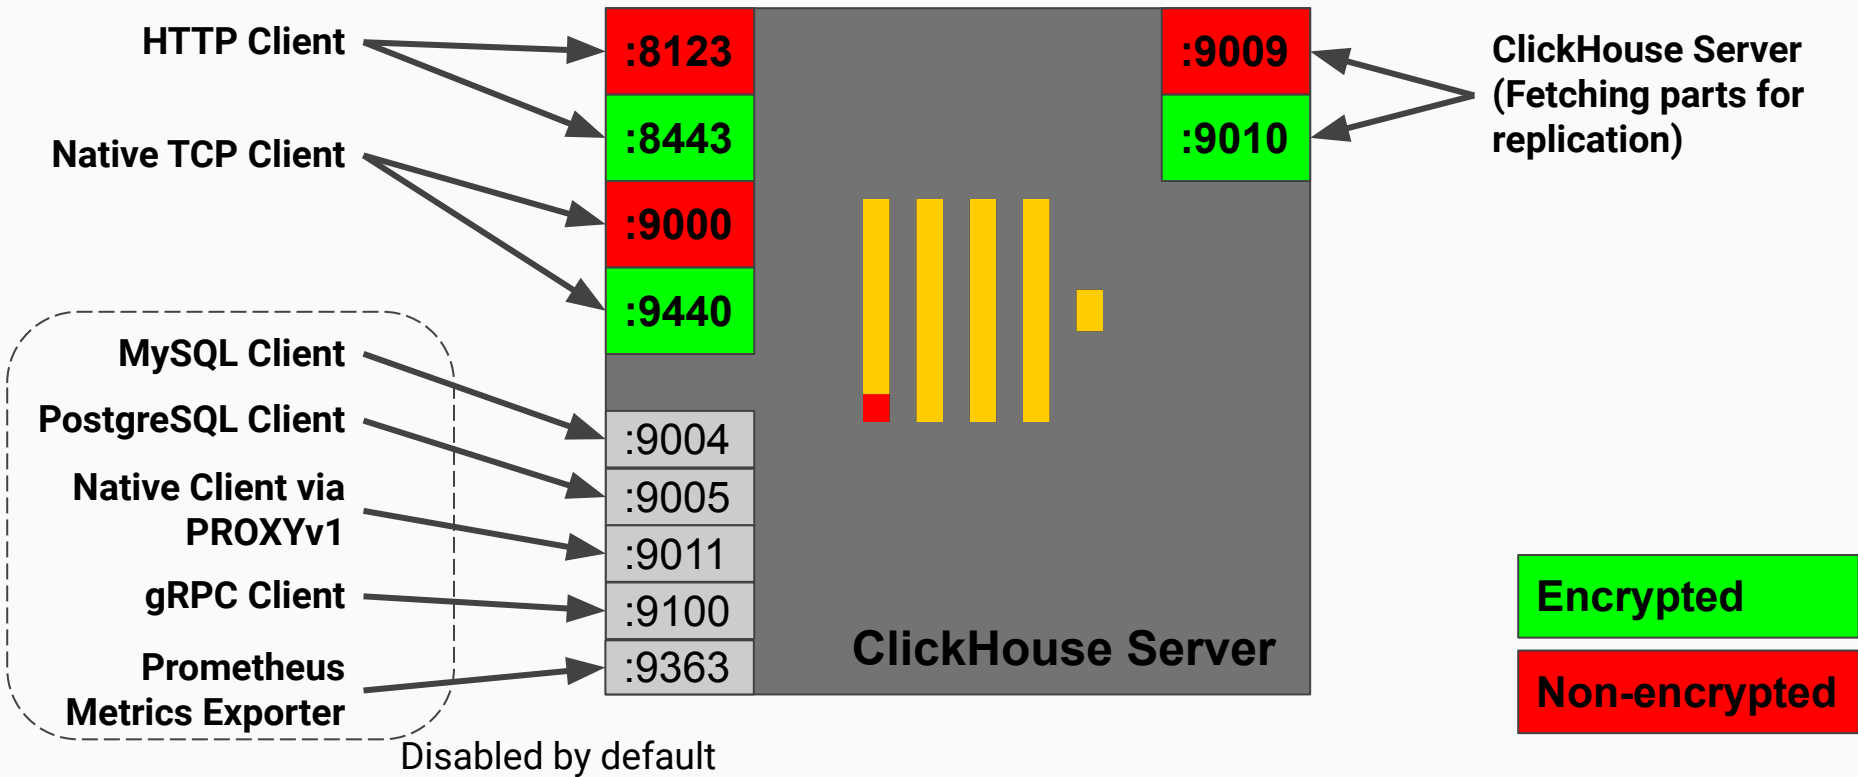 HTTP Client
Native TCP Client
MySQL Client
PostgreSQL Client
Native Client via
PROXYv1
gRPC Client
Prometheus
Metrics Exporter
Disabled by default
:8123
:8443
:9000
:9440
:9004
:9005
:9011
:9100
:9363
ClickHouse Server
:9009
:9010
ClickHouse Server
(Fetching parts for
replication)
Encrypted
Non-encrypted